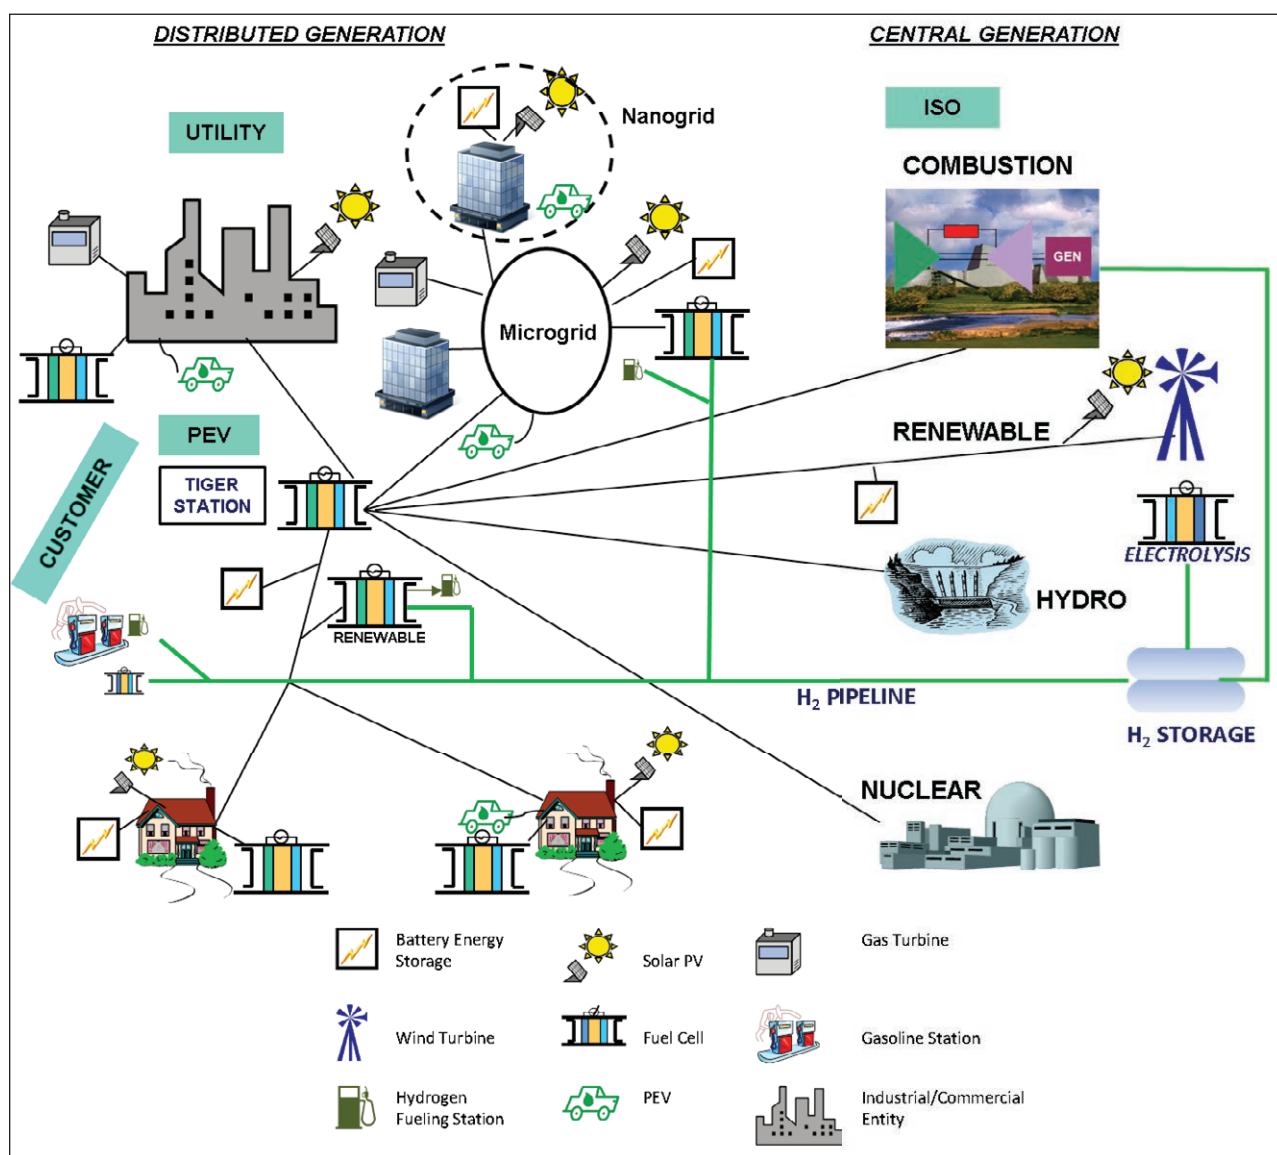 DISTRIBUTED GENERATION
CENTRAL GENERATION
UTILITY
Nanogrid
ISO
COMBUSTION
GEN
Microgrid
PEV
TIGER
STATION
CUSTOMER
RENEWABLE
ELECTROLYSIS
HYDRO
RENEWABLE
H₂ PIPELINE
H₂ STORAGE
NUCLEAR
Battery Energy
Storage
Solar PV
Gas Turbine
Wind Turbine
Fuel Cell
Gasoline Station
Hydrogen
Fueling Station
PEV
Industrial/Commercial
Entity